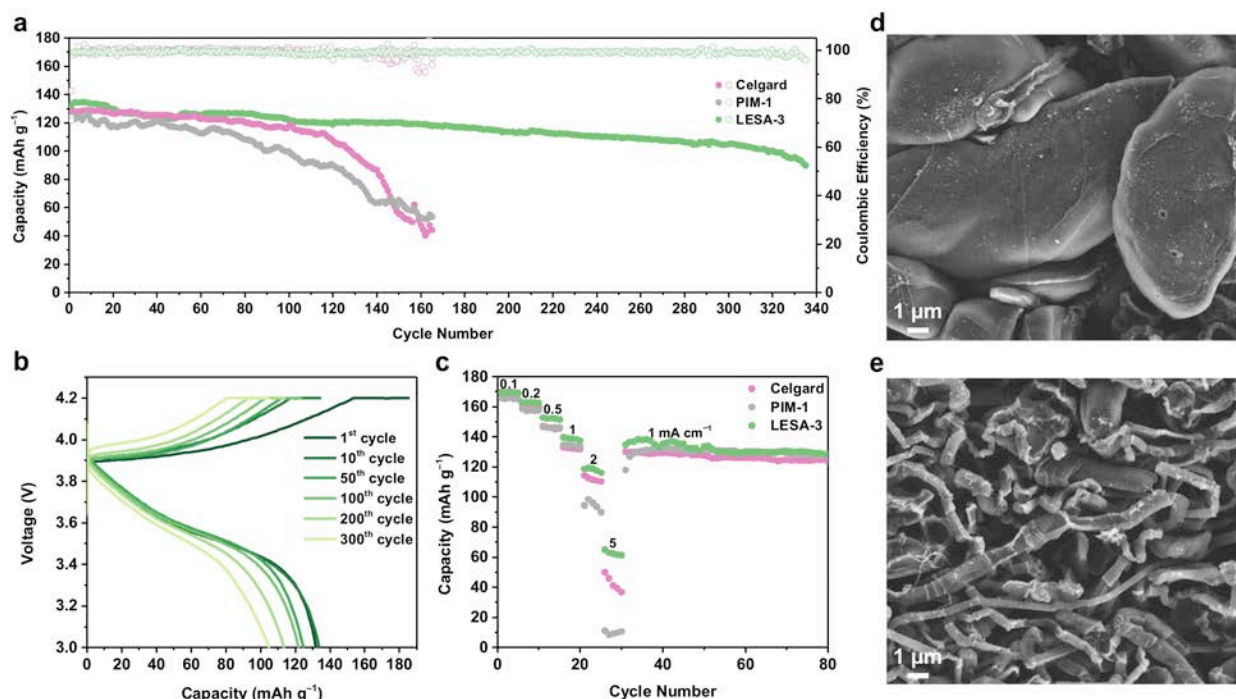 a
180
160
140
120
100
80
60
40
20
0
Capacity (mAh g⁻¹)
100
80
60
40
20
0
Coulombic Efficiency (%)
Celgard
PIM-1
LESA-3
0 20 40 60 80 100 120 140 160 180 200 220 240 260 280 300 320 340
Cycle Number
d
1 µm
b
4.2
3.9
3.6
3.3
3.0
Voltage (V)
1st cycle
10th cycle
50th cycle
100th cycle
200th cycle
300th cycle
0 20 40 60 80 100 120 140 160 180
Capacity (mAh g⁻¹)
c
180
160
140
120
100
80
60
40
20
0
Capacity (mAh g⁻¹)
0.1
0.2
0.5
1
2
5
1 mA cm⁻¹
Celgard
PIM-1
LESA-3
0 20 40 60 80
Cycle Number
e
1 µm